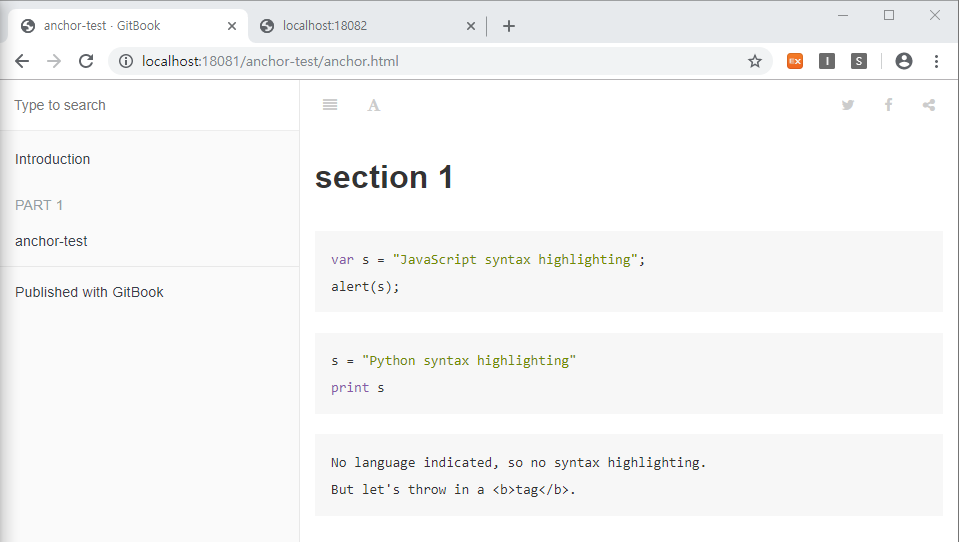 anchor-test · GitBook
localhost:18082
localhost:18081/anchor-test/anchor.html
EX
I
S
Type to search
A
Introduction
PART 1
anchor-test
Published with GitBook
section 1
var s = "JavaScript syntax highlighting";
alert(s);
s = "Python syntax highlighting"
print s
No language indicated, so no syntax highlighting.
But let's throw in a <b>tag</b>.